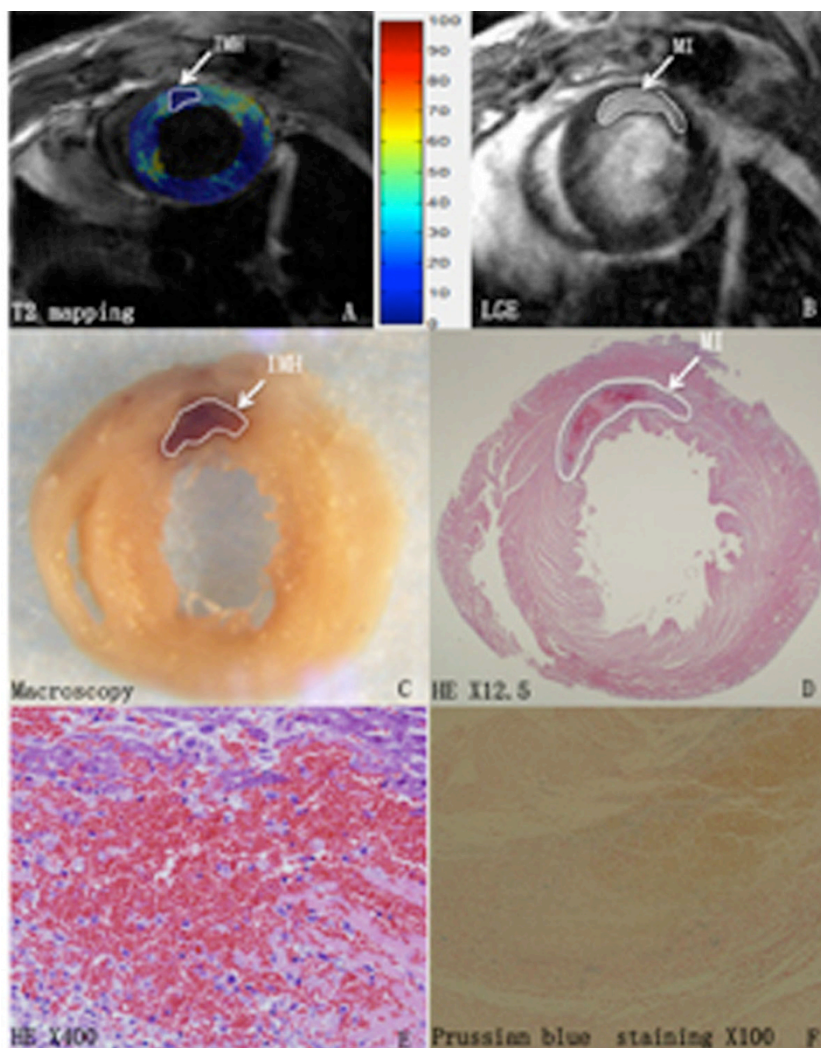 IMH
MI
100
90
80
70
60
50
40
30
20
10
0
T2 mapping A
LGE B
IMH
MI
Macroscopy C
HE X12.5 D
HE X400 E
Prussian blue staining X100 F